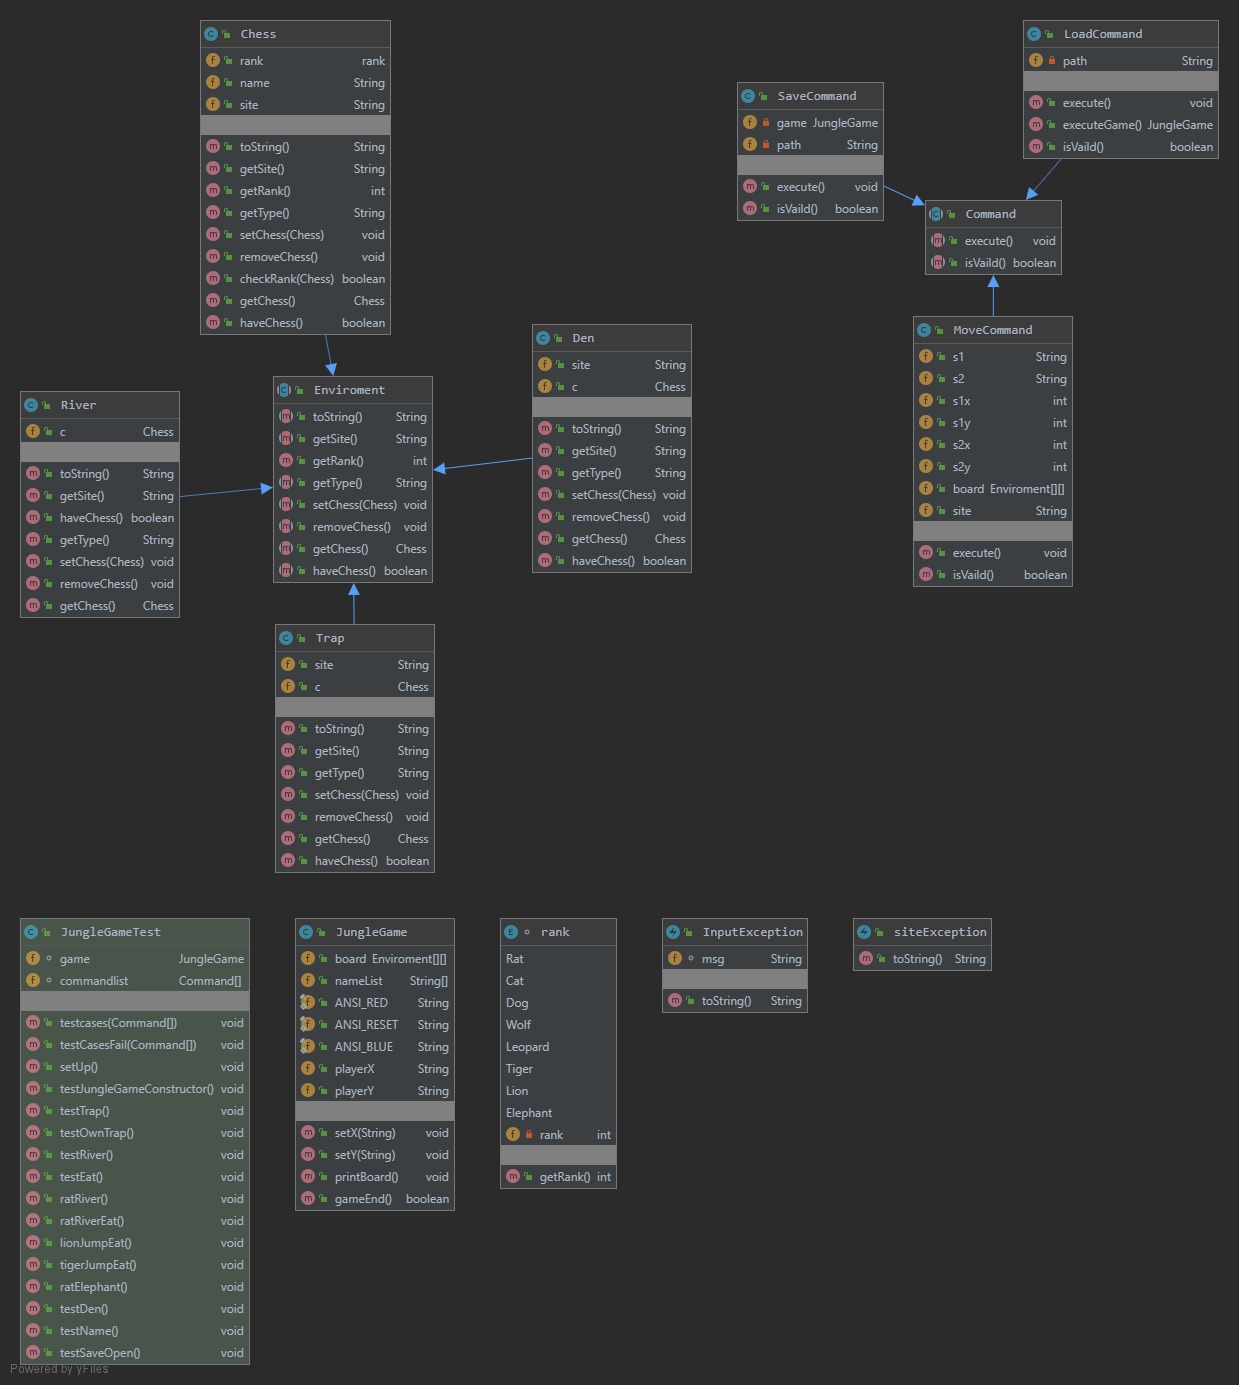 Chess
rank rank
name String
site String
toString() String
getSite() String
getRank() int
getType() String
setChess(Chess) void
removeChess() void
checkRank(Chess) boolean
getChess() Chess
haveChess() boolean
SaveCommand
game JungleGame
path String
execute() void
isVaild() boolean
LoadCommand
path String
execute() void
executeGame() JungleGame
isVaild() boolean
Command
execute() void
isVaild() boolean
MoveCommand
s1 String
s2 String
s1x int
s1y int
s2x int
s2y int
board Enviroment[][]
site String
execute() void
isVaild() boolean
River
c Chess
toString() String
getSite() String
haveChess() boolean
getType() String
setChess(Chess) void
removeChess() void
getChess() Chess
Enviroment
toString() String
getSite() String
getRank() int
getType() String
setChess(Chess) void
removeChess() void
getChess() Chess
haveChess() boolean
Den
site String
c Chess
toString() String
getSite() String
getType() String
setChess(Chess) void
removeChess() void
getChess() Chess
haveChess() boolean
Trap
site String
c Chess
toString() String
getSite() String
getType() String
setChess(Chess) void
removeChess() void
getChess() Chess
haveChess() boolean
JungleGameTest
game JungleGame
commandlist Command[]
testcases(Command[]) void
testCasesFail(Command[]) void
setUp() void
testJungleGameConstructor() void
testTrap() void
testOwnTrap() void
testRiver() void
testEat() void
ratRiver() void
ratRiverEat() void
lionJumpEat() void
tigerJumpEat() void
ratElephant() void
testDen() void
testName() void
testSaveOpen() void
JungleGame
board Enviroment[][]
nameList String[]
ANSI_RED String
ANSI_RESET String
ANSI_BLUE String
playerX String
playerY String
setX(String) void
setY(String) void
printBoard() void
gameEnd() boolean
rank
Rat
Cat
Dog
Wolf
Leopard
Tiger
Lion
Elephant
rank int
getRank() int
InputException
msg String
toString() String
siteException
toString() String
Powered by yFiles